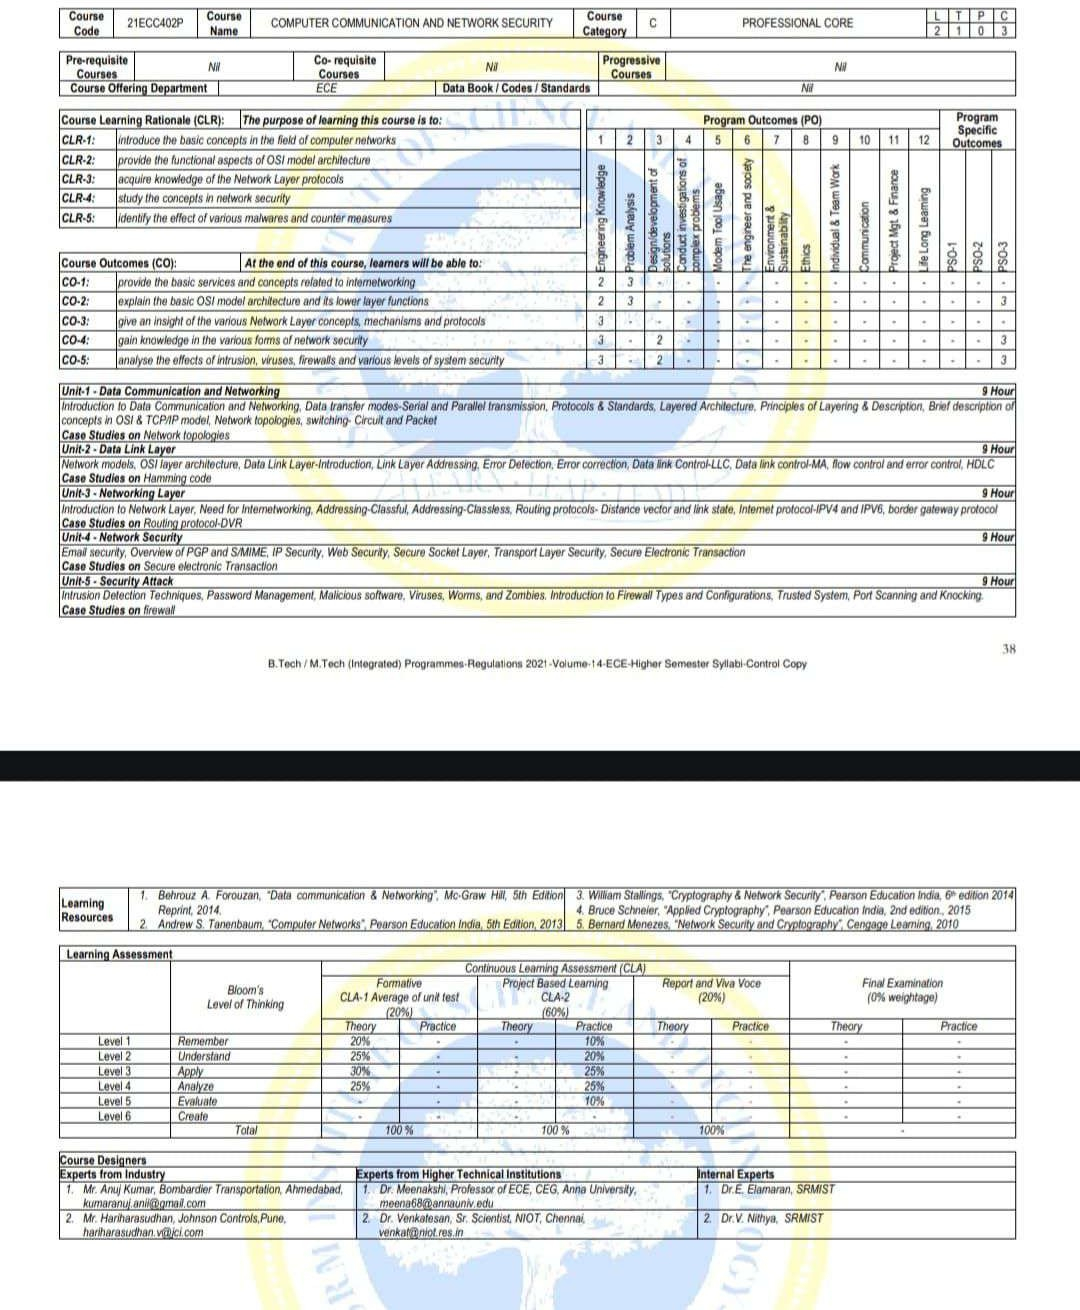 Course Code 21ECC402P Course Name COMPUTER COMMUNICATION AND NETWORK SECURITY Course Category C PROFESSIONAL CORE L T P C
2 1 0 3
Pre-requisite Courses Nil Co- requisite Courses Nil Progressive Courses Nil
Course Offering Department ECE Data Book / Codes / Standards Nil
Course Learning Rationale (CLR): The purpose of learning this course is to: Program Outcomes (PO) Program Specific Outcomes
CLR-1: introduce the basic concepts in the field of computer networks 1 2 3 4 5 6 7 8 9 10 11 12
CLR-2: provide the functional aspects of OSI model architecture
CLR-3: acquire knowledge of the Network Layer protocols
CLR-4: study the concepts in network security
CLR-5: identify the effect of various malwares and counter measures
Engineering Knowledge
Problem Analysis
Design/development of solutions
Conduct investigations of complex problems
Modern Tool Usage
The engineer and society
Environment & Sustainability
Ethics
Individual & Team Work
Communication
Project Mgt. & Finance
Life Long Learning
PSO-1
PSO-2
PSO-3
Course Outcomes (CO): At the end of this course, learners will be able to:
CO-1: provide the basic services and concepts related to internetworking 2 3 - - - - - - - - - - - - -
CO-2: explain the basic OSI model architecture and its lower layer functions 2 3 - - - - - - - - - - - - 3
CO-3: give an insight of the various Network Layer concepts, mechanisms and protocols 3 - - - - - - - - - - - - - -
CO-4: gain knowledge in the various forms of network security 3 - 2 - - - - - - - - - - - 3
CO-5: analyse the effects of intrusion, viruses, firewalls and various levels of system security 3 - 2 - - - - - - - - - - - 3
Unit-1 - Data Communication and Networking 9 Hour
Introduction to Data Communication and Networking, Data transfer modes-Serial and Parallel transmission, Protocols & Standards, Layered Architecture, Principles of Layering & Description, Brief description of
concepts in OSI & TCP/IP model, Network topologies, switching- Circuit and Packet
Case Studies on Network topologies
Unit-2 - Data Link Layer 9 Hour
Network models, OSI layer architecture, Data Link Layer-Introduction, Link Layer Addressing, Error Detection, Error correction, Data link Control-LLC, Data link control-MA, flow control and error control, HDLC
Case Studies on Hamming code
Unit-3 - Networking Layer 9 Hour
Introduction to Network Layer, Need for Internetworking, Addressing-Classful, Addressing-Classless, Routing protocols- Distance vector and link state, Internet protocol-IPV4 and IPV6, border gateway protocol
Case Studies on Routing protocol-DVR
Unit-4 - Network Security 9 Hour
Email security, Overview of PGP and S/MIME, IP Security, Web Security, Secure Socket Layer, Transport Layer Security, Secure Electronic Transaction
Case Studies on Secure electronic Transaction
Unit-5 - Security Attack 9 Hour
Intrusion Detection Techniques, Password Management, Malicious software, Viruses, Worms, and Zombies. Introduction to Firewall Types and Configurations, Trusted System, Port Scanning and Knocking.
Case Studies on firewall
38
B.Tech / M.Tech (Integrated) Programmes-Regulations 2021-Volume-14-ECE-Higher Semester Syllabi-Control Copy
Learning Resources
1. Behrouz A. Forouzan, "Data communication & Networking", Mc-Graw Hill, 5th Edition
Reprint, 2014.
2. Andrew S. Tanenbaum, "Computer Networks", Pearson Education India, 5th Edition, 2013
3. William Stallings, "Cryptography & Network Security", Pearson Education India, 6th edition 2014
4. Bruce Schneier, "Applied Cryptography", Pearson Education India, 2nd edition., 2015
5. Bernard Menezes, "Network Security and Cryptography", Cengage Learning, 2010
Learning Assessment
Bloom's Level of Thinking
Continuous Learning Assessment (CLA)
Formative CLA-1 Average of unit test (20%)
Project Based Learning CLA-2 (60%)
Report and Viva Voce (20%)
Final Examination (0% weightage)
Theory Practice Theory Practice Theory Practice Theory Practice
Level 1 Remember 20% - - 10% - - - -
Level 2 Understand 25% - - 20% - - - -
Level 3 Apply 30% - - 25% - - - -
Level 4 Analyze 25% - - 25% - - - -
Level 5 Evaluate - - - 10% - - - -
Level 6 Create - - - - - - - -
Total 100 % 100 % 100% -
Course Designers
Experts from Industry Experts from Higher Technical Institutions Internal Experts
1. Mr. Anuj Kumar, Bombardier Transportation, Ahmedabad, 1. Dr. Meenakshi, Professor of ECE, CEG, Anna University, 1. Dr.E. Elamaran, SRMIST
kumaranuj.anii@gmail.com meena68@annauniv.edu
2. Mr. Hariharasudhan, Johnson Controls,Pune, 2. Dr. Venkatesan, Sr. Scientist, NIOT, Chennai, 2. Dr.V. Nithya, SRMIST
hariharasudhan.v@jci.com venkat@niot.res.in